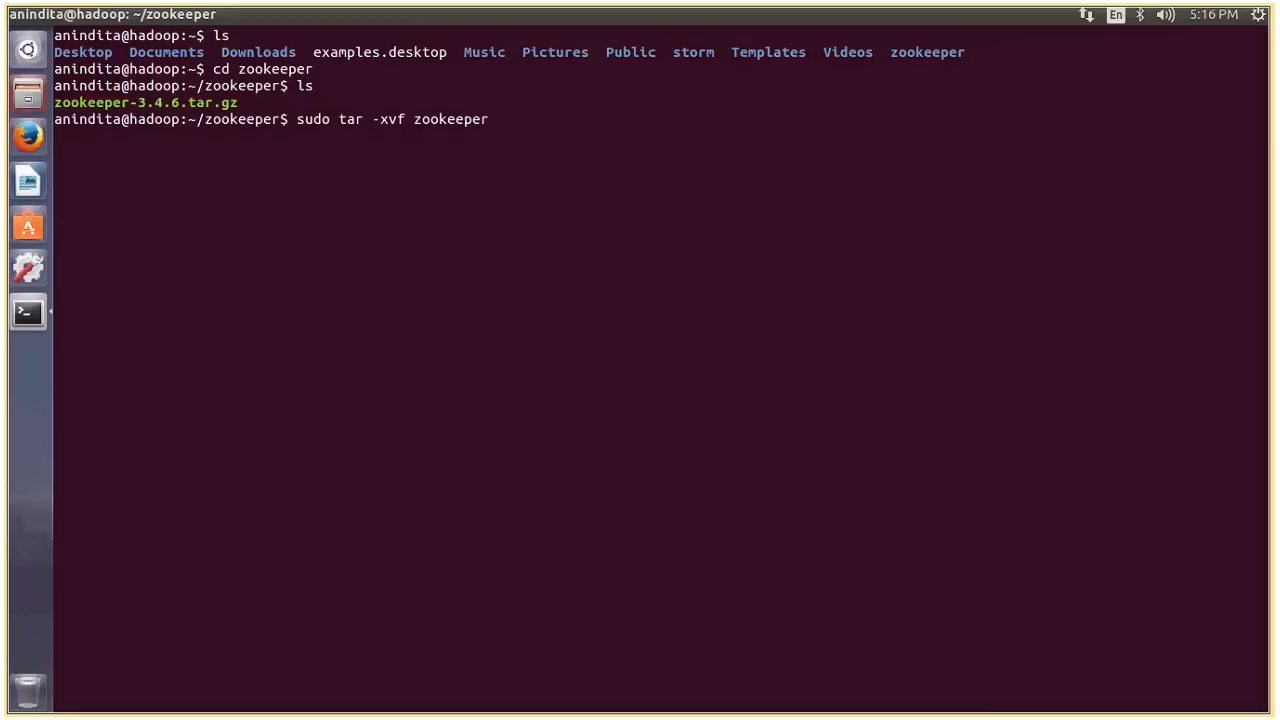 anindita@hadoop: ~/zookeeper En 5:16 PM
anindita@hadoop:~$ ls
Desktop Documents Downloads examples.desktop Music Pictures Public storm Templates Videos zookeeper
anindita@hadoop:~$ cd zookeeper
anindita@hadoop:~/zookeeper$ ls
zookeeper-3.4.6.tar.gz
anindita@hadoop:~/zookeeper$ sudo tar -xvf zookeeper